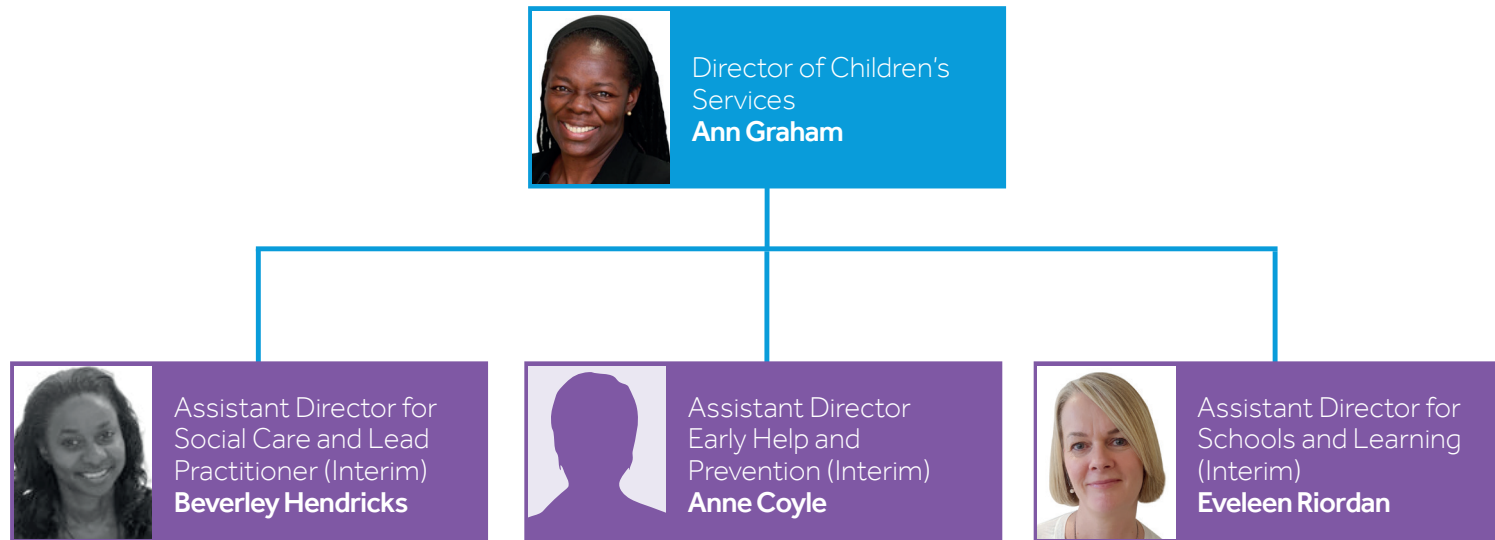 Director of Children's
Services
Ann Graham
Assistant Director for
Social Care and Lead
Practitioner (Interim)
Beverley Hendricks
Assistant Director
Early Help and
Prevention (Interim)
Anne Coyle
Assistant Director for
Schools and Learning
(Interim)
Eveleen Riordan